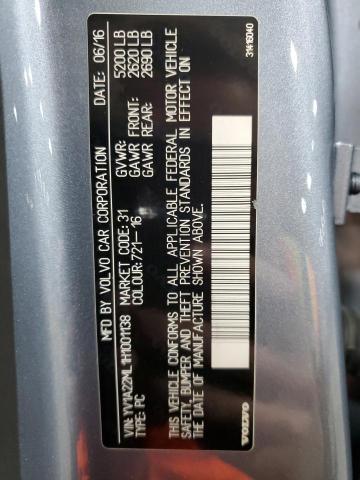 MFD BY VOLVO CAR CORPORATION DATE: 06/16
GVWR: 5200 LB
GAWR FRONT: 2620 LB
GAWR REAR: 2690 LB
VIN: YV1A22ML1H1001138 MARKET CODE: 31
TYPE: PC COLOUR: 721-16
THIS VEHICLE CONFORMS TO ALL APPLICABLE FEDERAL MOTOR VEHICLE
SAFETY, BUMPER AND THEFT PREVENTION STANDARDS IN EFFECT ON
THE DATE OF MANUFACTURE SHOWN ABOVE.
VOLVO
31416040